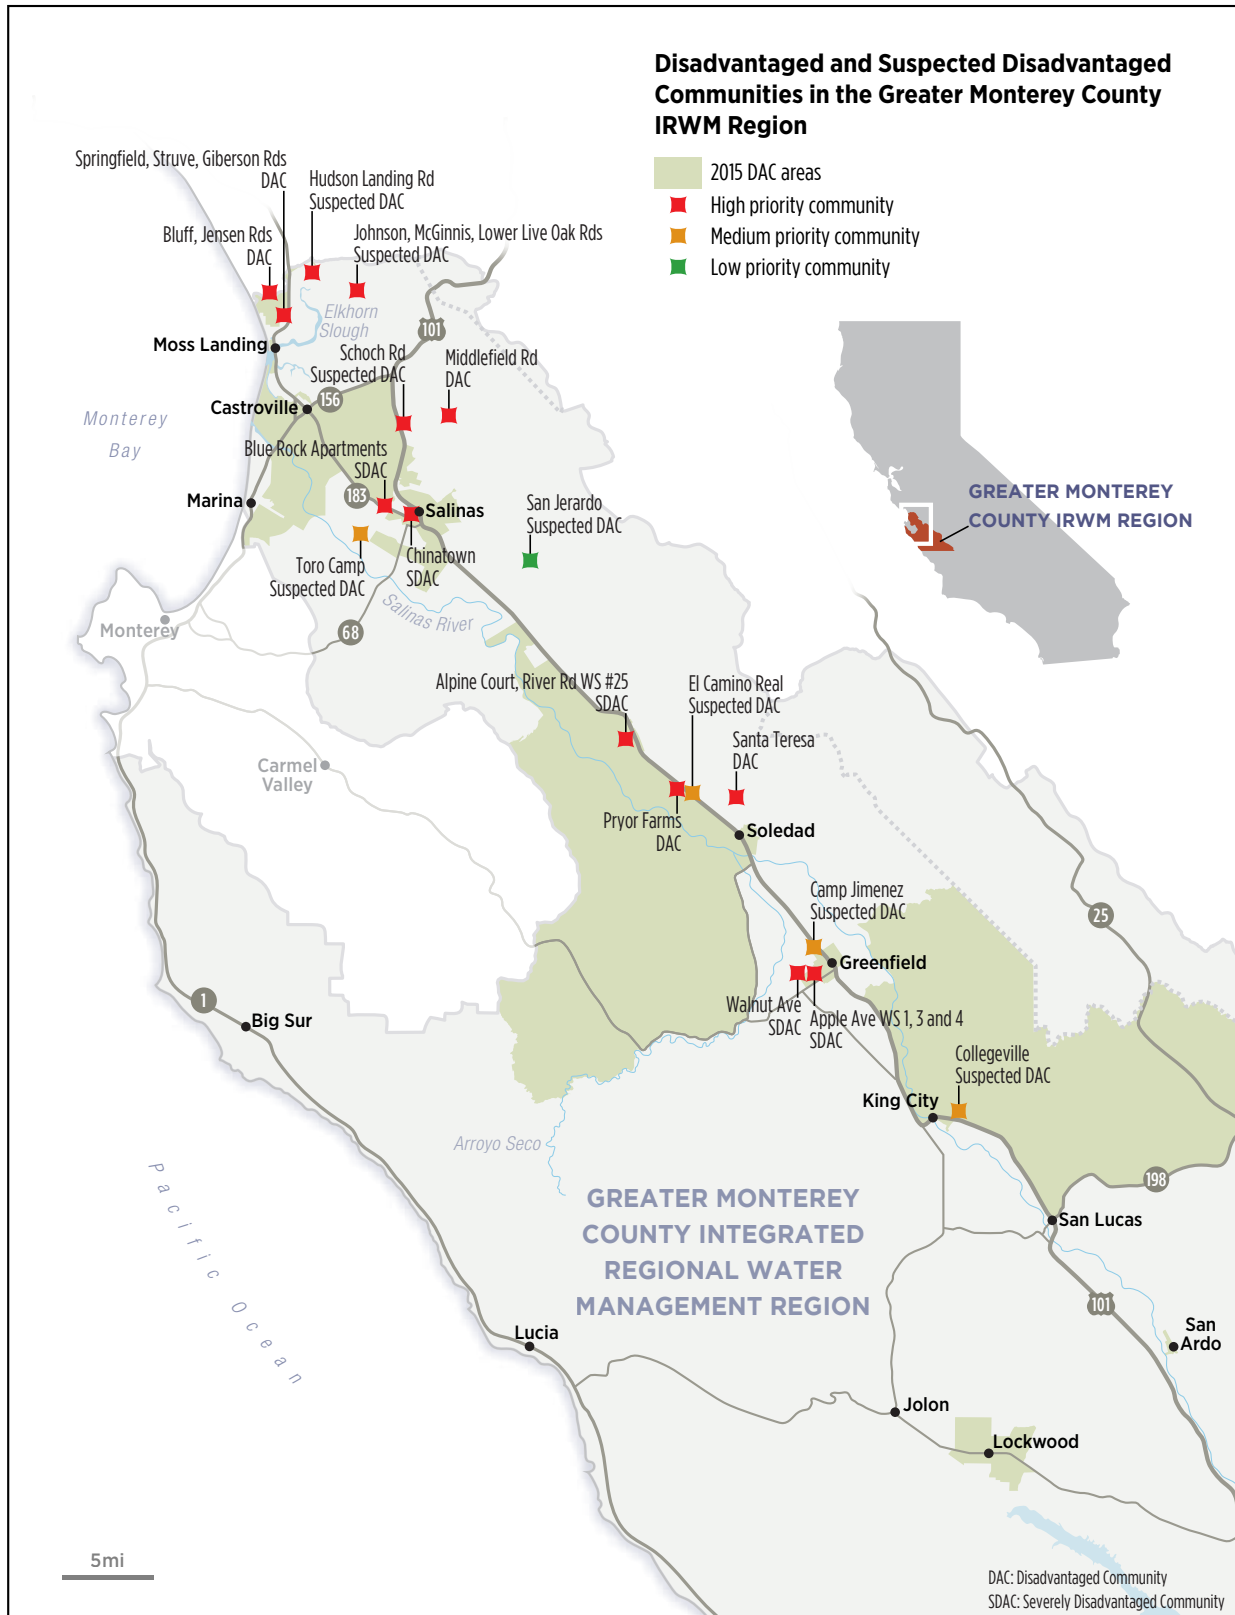 Disadvantaged and Suspected Disadvantaged
Communities in the Greater Monterey County
IRWM Region
2015 DAC areas
High priority community
Medium priority community
Low priority community
Springfield, Struve, Giberson Rds
DAC
Hudson Landing Rd
Suspected DAC
Bluff, Jensen Rds
DAC
Johnson, McGinnis, Lower Live Oak Rds
Suspected DAC
Elkhorn
Slough
101
Moss Landing
Schoch Rd
Suspected DAC
Middlefield Rd
DAC
156
Castroville
Monterey
Bay
Blue Rock Apartments
SDAC
183
Marina
Salinas
San Jerardo
Suspected DAC
Toro Camp
Suspected DAC
Chinatown
SDAC
Salinas River
Monterey
68
GREATER MONTEREY
COUNTY IRWM REGION
Alpine Court, River Rd WS #25
SDAC
El Camino Real
Suspected DAC
Santa Teresa
DAC
Carmel
Valley
Pryor Farms
DAC
Soledad
Camp Jimenez
Suspected DAC
25
Greenfield
Walnut Ave
SDAC
Apple Ave WS 1, 3 and 4
SDAC
1
Big Sur
Collegeville
Suspected DAC
King City
Arroyo Seco
198
Pacific Ocean
GREATER MONTEREY
COUNTY INTEGRATED
REGIONAL WATER
MANAGEMENT REGION
San Lucas
101
San
Ardo
Lucia
Jolon
Lockwood
5mi
DAC: Disadvantaged Community
SDAC: Severely Disadvantaged Community